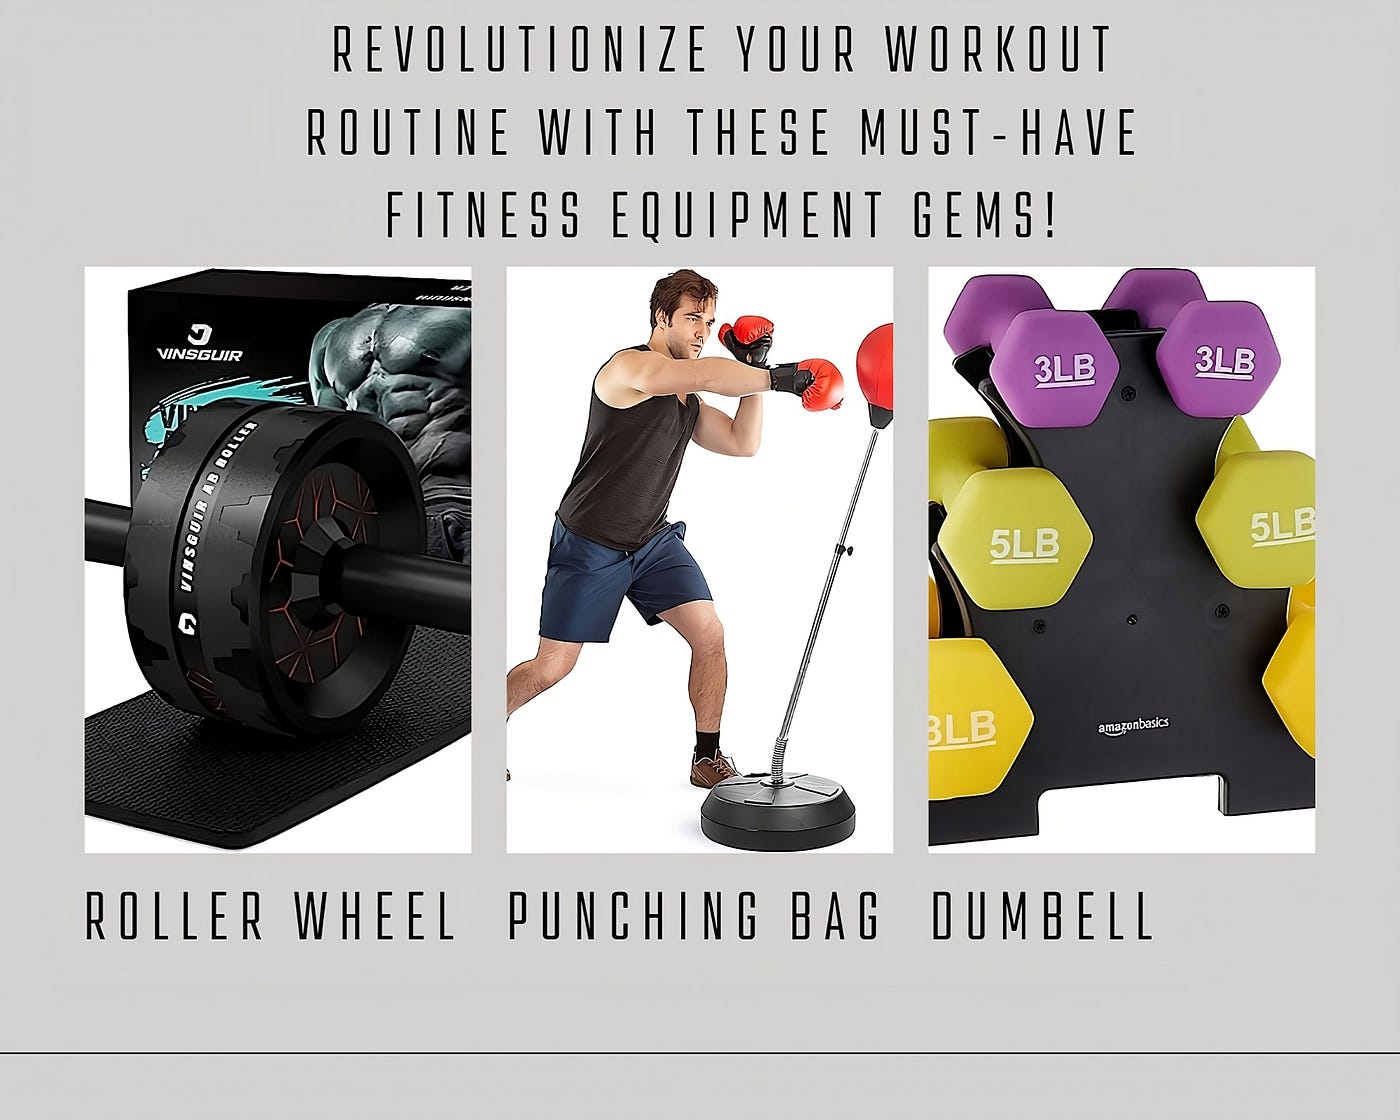 REVOLUTIONIZE YOUR WORKOUT
ROUTINE WITH THESE MUST-HAVE
FITNESS EQUIPMENT GEMS!
VINSGUIR
VINSGUIR AB ROLLER
3LB
3LB
5LB
5LB
8LB
amazonbasics
ROLLER WHEEL
PUNCHING BAG
DUMBELL